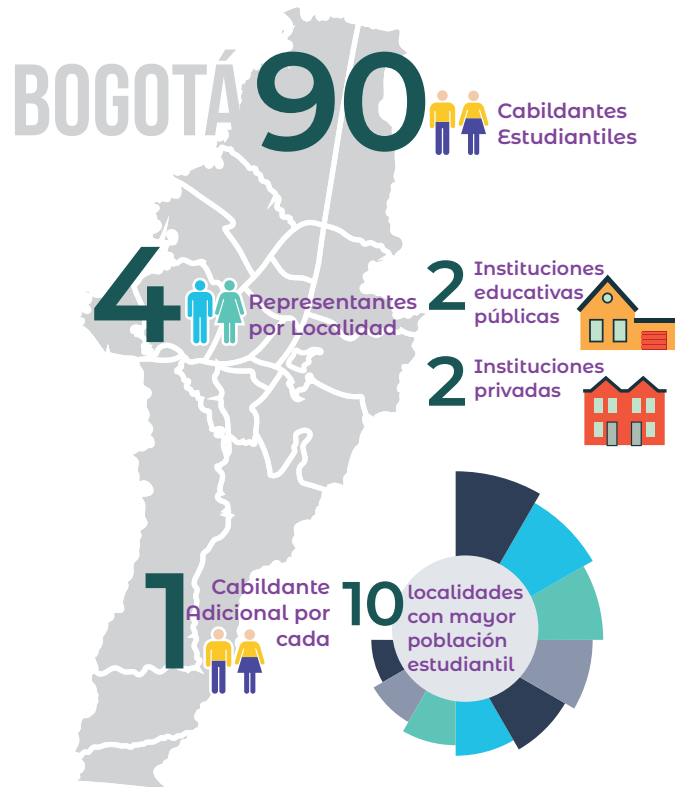 BOGOTÁ 90
Cabildantes
Estudiantiles
4
Representantes
por Localidad
2
Instituciones
educativas
públicas
2
Instituciones
privadas
1
Cabildante
Adicional por
cada
10
localidades
con mayor
población
estudiantil